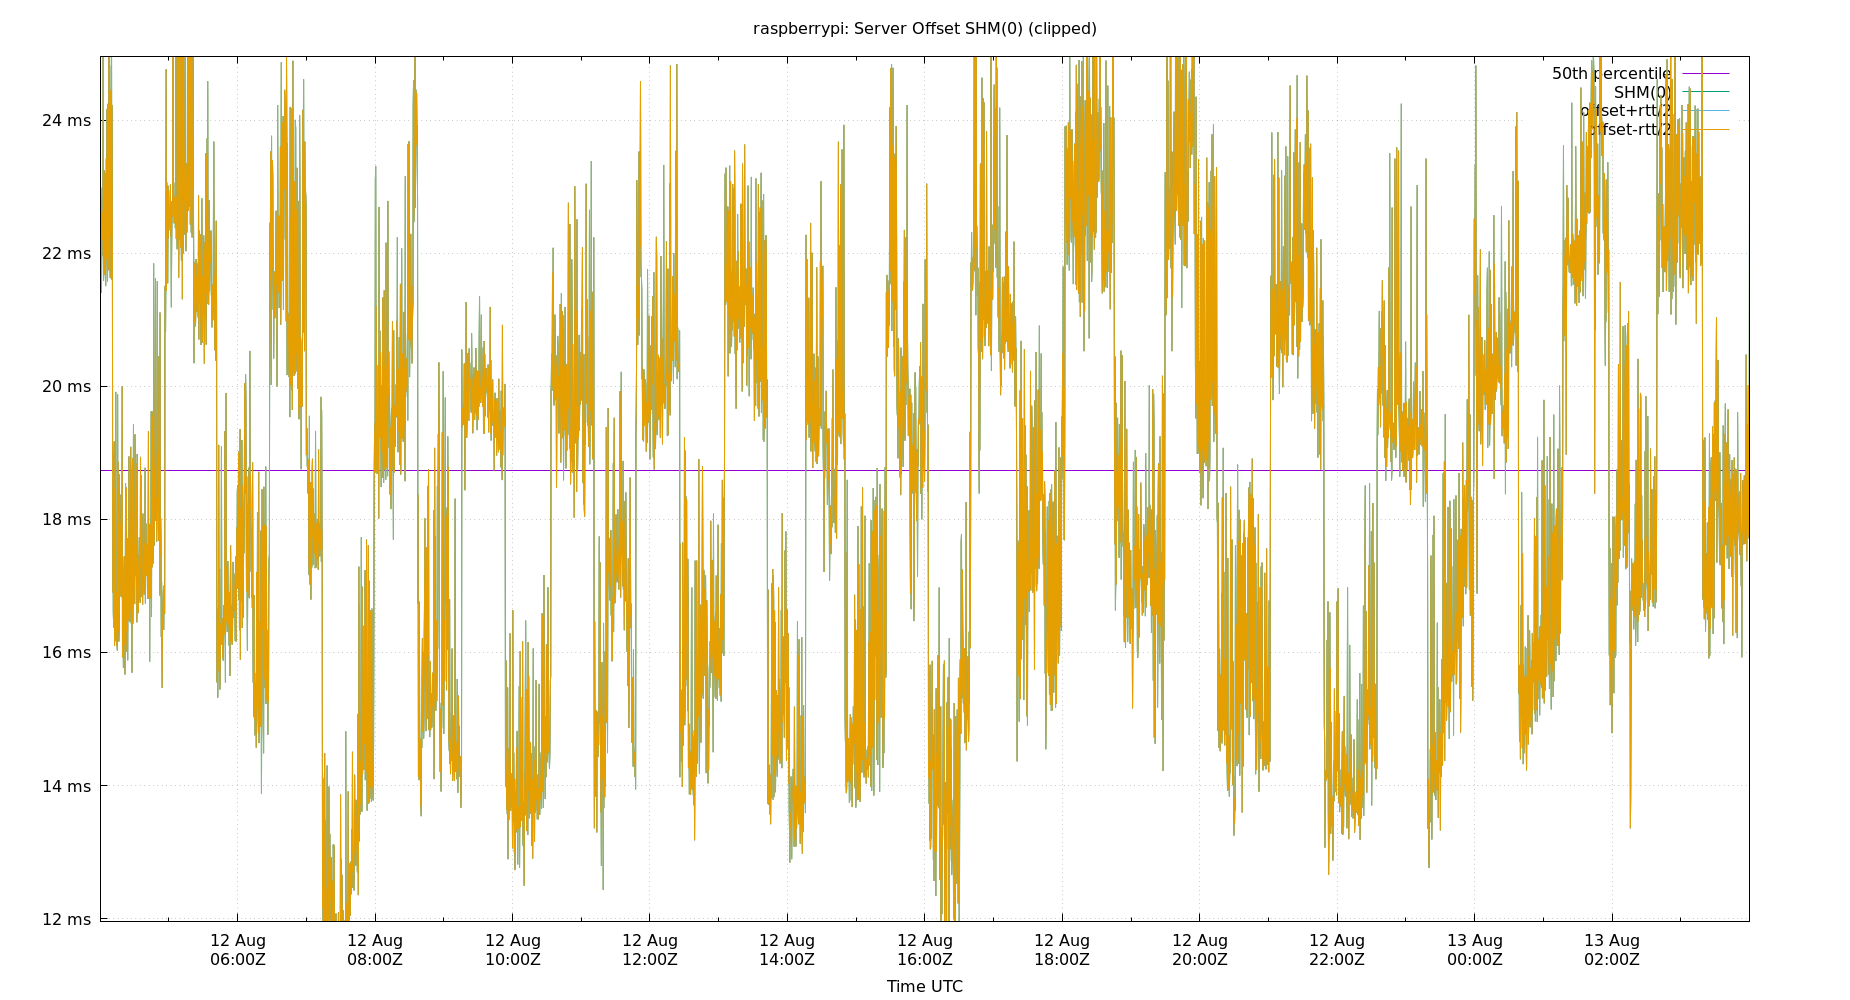 raspberrypi: Server Offset SHM(0) (clipped)
50th percentile
SHM(0)
offset+rtt/2
offset-rtt/2
24 ms
22 ms
20 ms
18 ms
16 ms
14 ms
12 ms
12 Aug 12 Aug 12 Aug 12 Aug 12 Aug 12 Aug 12 Aug 12 Aug 12 Aug 13 Aug 13 Aug
06:00Z 08:00Z 10:00Z 12:00Z 14:00Z 16:00Z 18:00Z 20:00Z 22:00Z 00:00Z 02:00Z
Time UTC